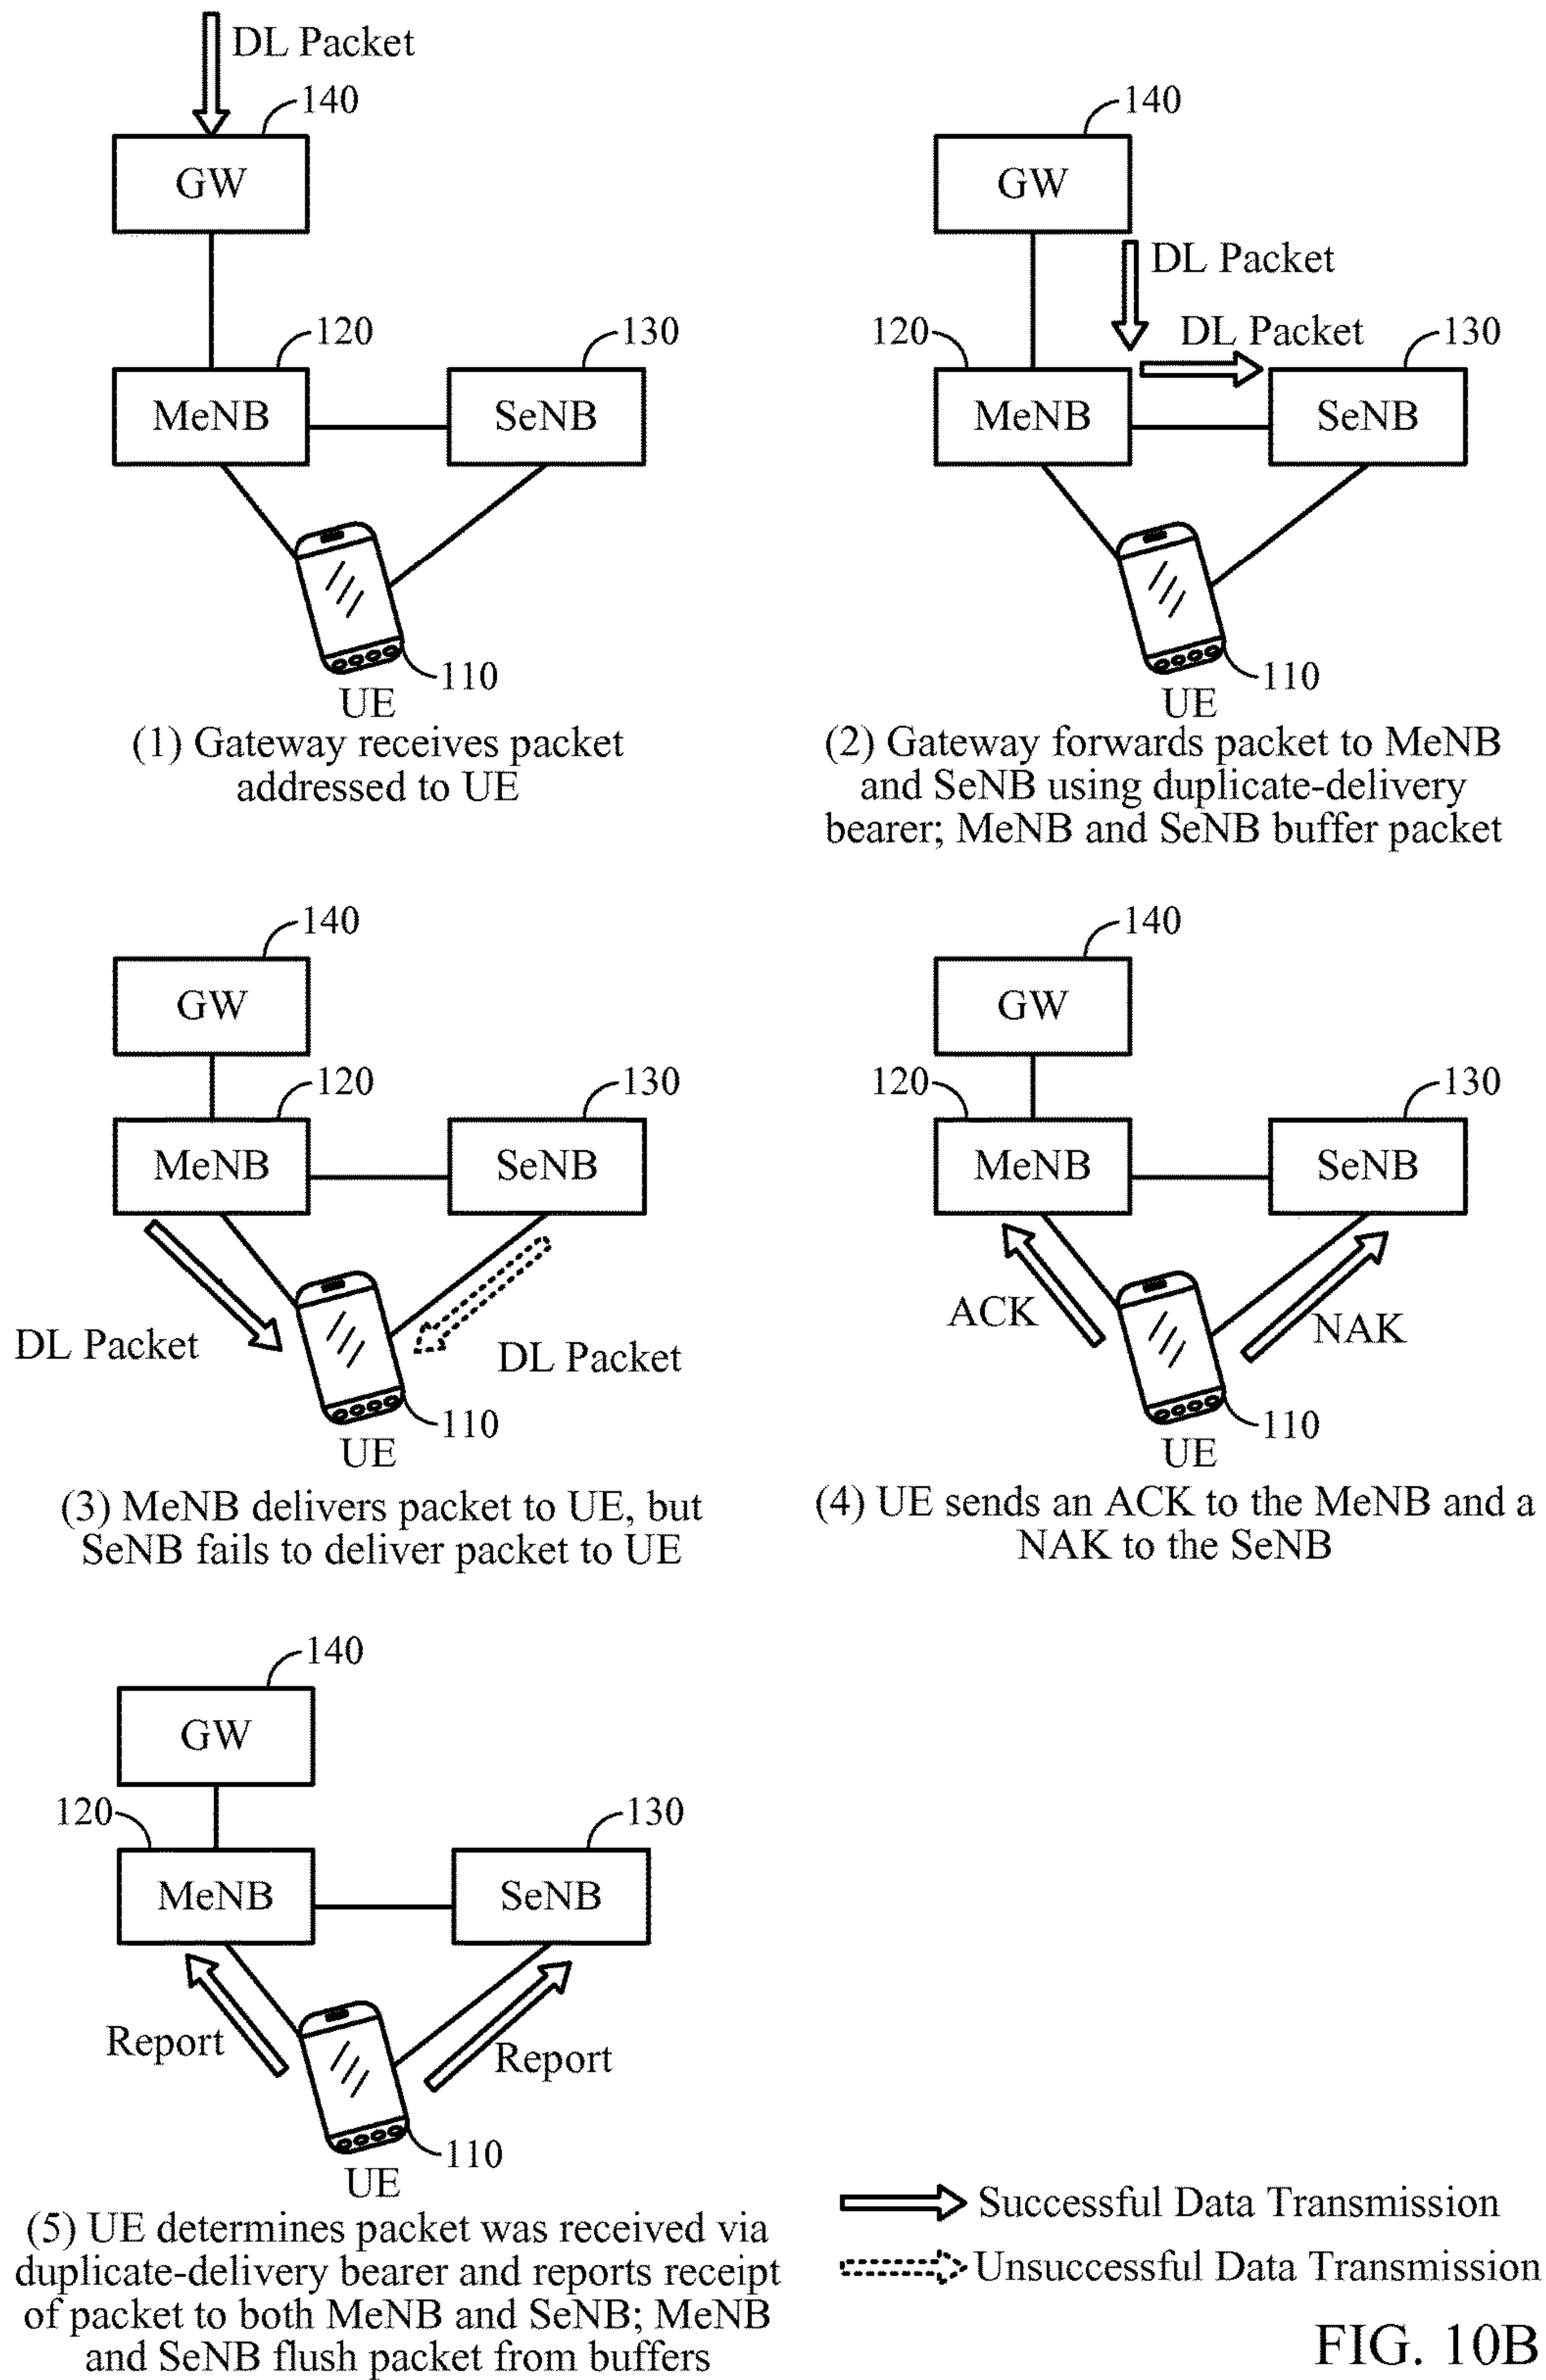 DL Packet
140
GW
120
130
MeNB
SeNB
110
UE
(1) Gateway receives packet
addressed to UE
140
GW
DL Packet
DL Packet
120
130
MeNB
SeNB
110
UE
(2) Gateway forwards packet to MeNB
and SeNB using duplicate-delivery
bearer; MeNB and SeNB buffer packet
140
GW
120
130
MeNB
SeNB
DL Packet
DL Packet
110
UE
(3) MeNB delivers packet to UE, but
SeNB fails to deliver packet to UE
140
GW
120
130
MeNB
SeNB
ACK
NAK
110
UE
(4) UE sends an ACK to the MeNB and a
NAK to the SeNB
140
GW
120
130
MeNB
SeNB
Report
Report
110
UE
(5) UE determines packet was received via
duplicate-delivery bearer and reports receipt
of packet to both MeNB and SeNB; MeNB
and SeNB flush packet from buffers
Successful Data Transmission
Unsuccessful Data Transmission
FIG. 10B